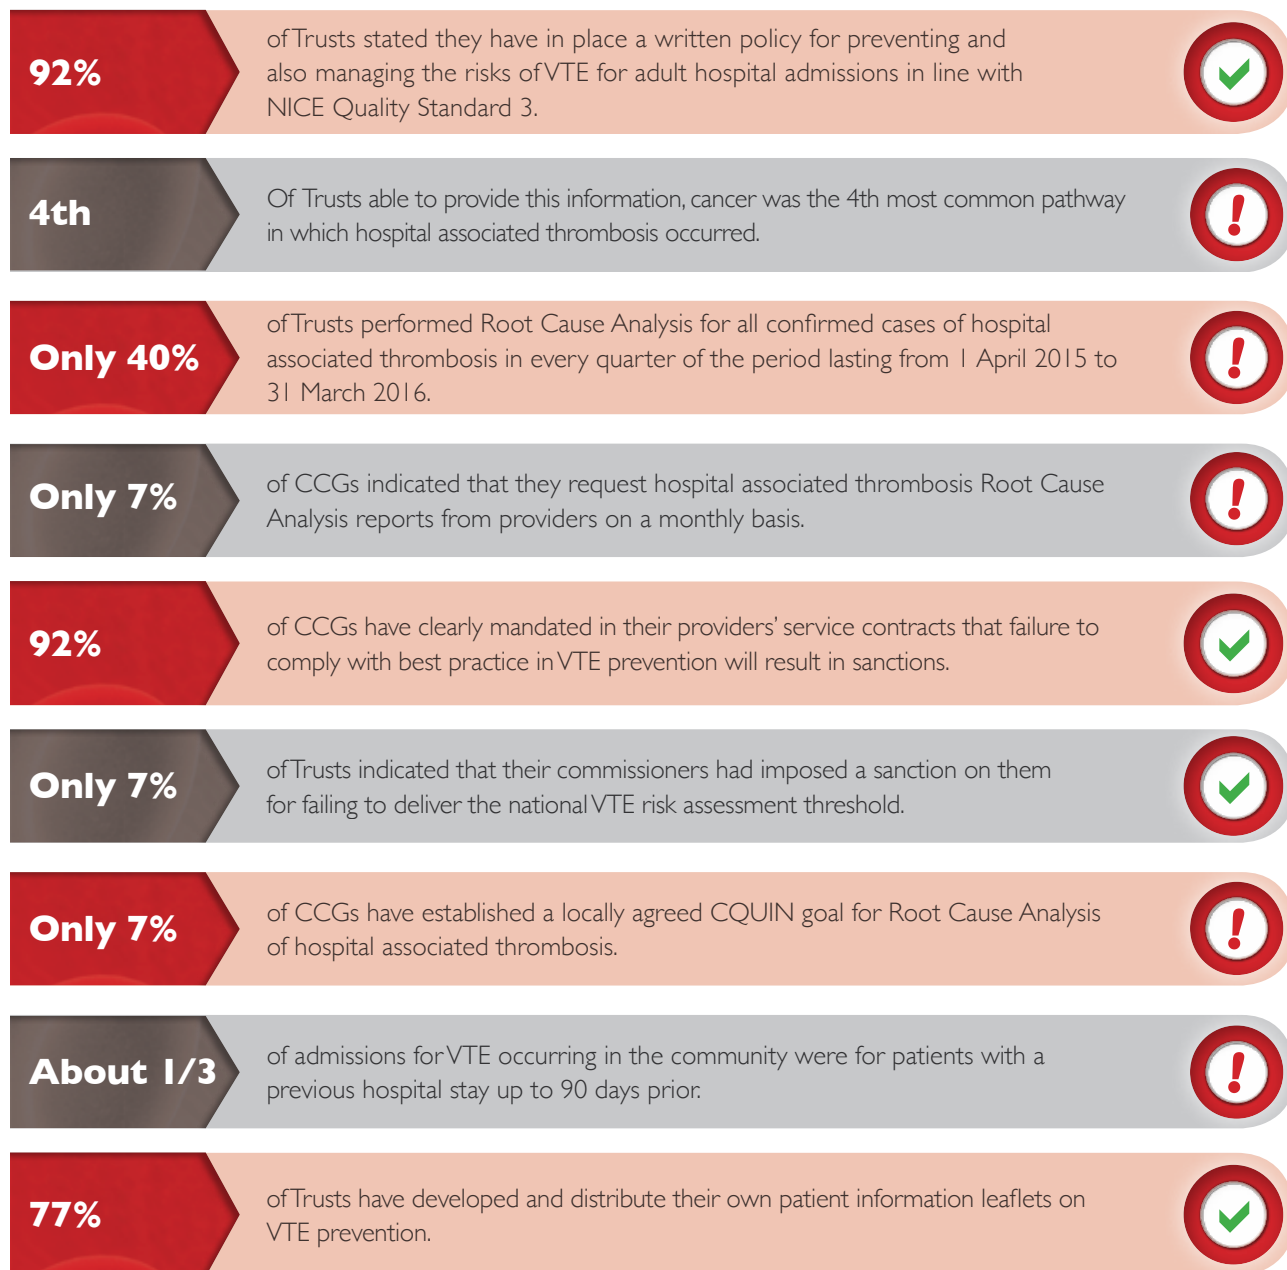 92%
of Trusts stated they have in place a written policy for preventing and
also managing the risks of VTE for adult hospital admissions in line with
NICE Quality Standard 3.
4th
Of Trusts able to provide this information, cancer was the 4th most common pathway
in which hospital associated thrombosis occurred.
Only 40%
of Trusts performed Root Cause Analysis for all confirmed cases of hospital
associated thrombosis in every quarter of the period lasting from 1 April 2015 to
31 March 2016.
Only 7%
of CCGs indicated that they request hospital associated thrombosis Root Cause
Analysis reports from providers on a monthly basis.
92%
of CCGs have clearly mandated in their providers' service contracts that failure to
comply with best practice in VTE prevention will result in sanctions.
Only 7%
of Trusts indicated that their commissioners had imposed a sanction on them
for failing to deliver the national VTE risk assessment threshold.
Only 7%
of CCGs have established a locally agreed CQUIN goal for Root Cause Analysis
of hospital associated thrombosis.
About 1/3
of admissions for VTE occurring in the community were for patients with a
previous hospital stay up to 90 days prior.
77%
of Trusts have developed and distribute their own patient information leaflets on
VTE prevention.